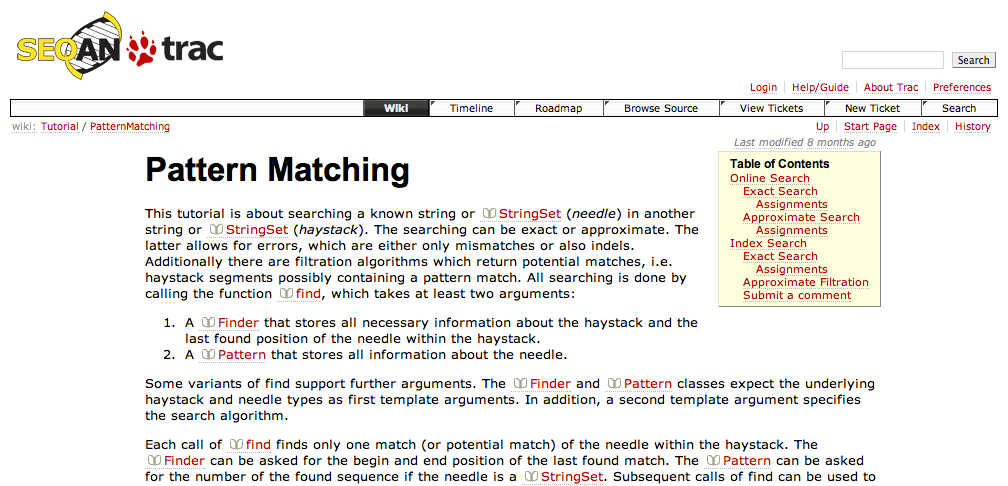 SEQAN trac
Search
Login Help/Guide About Trac Preferences
Wiki Timeline Roadmap Browse Source View Tickets New Ticket Search
wiki: Tutorial / PatternMatching Up Start Page Index History
Last modified 8 months ago
Pattern Matching
Table of Contents
Online Search
Exact Search
Assignments
Approximate Search
Assignments
Index Search
Exact Search
Assignments
Approximate Filtration
Submit a comment
This tutorial is about searching a known string or StringSet (needle) in another
string or StringSet (haystack). The searching can be exact or approximate. The
latter allows for errors, which are either only mismatches or also indels.
Additionally there are filtration algorithms which return potential matches, i.e.
haystack segments possibly containing a pattern match. All searching is done by
calling the function find, which takes at least two arguments:
1. A Finder that stores all necessary information about the haystack and the
last found position of the needle within the haystack.
2. A Pattern that stores all information about the needle.
Some variants of find support further arguments. The Finder and Pattern classes expect the underlying
haystack and needle types as first template arguments. In addition, a second template argument specifies
the search algorithm.
Each call of find finds only one match (or potential match) of the needle within the haystack. The
Finder can be asked for the begin and end position of the last found match. The Pattern can be asked
for the number of the found sequence if the needle is a StringSet. Subsequent calls of find can be used to